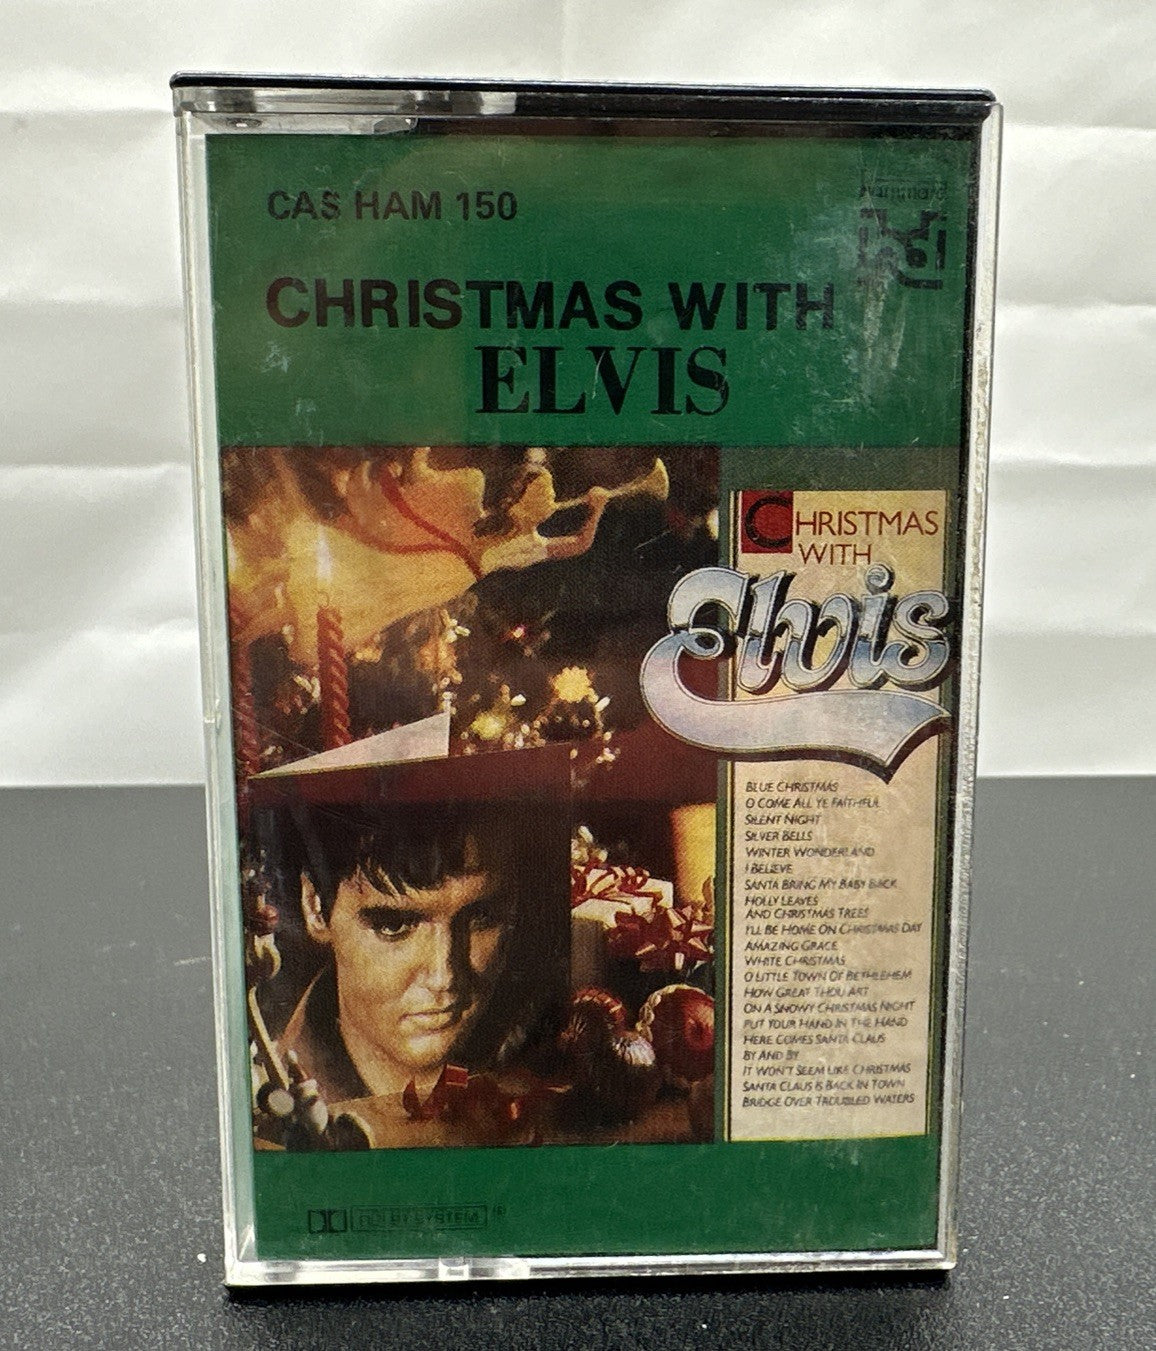 CAS HAM 150
CHRISTMAS WITH
ELVIS
CHRISTMAS
WITH
Elvis
BLUE CHRISTMAS
O COME ALL YE FAITHFUL
SILENT NIGHT
SILVER BELLS
WINTER WONDERLAND
I BELIEVE
SANTA BRING MY BABY BACK
HOLLY LEAVES
AND CHRISTMAS TREES
I'LL BE HOME ON CHRISTMAS DAY
AMAZING GRACE
WHITE CHRISTMAS
O LITTLE TOWN OF BETHLEHEM
HOW GREAT THOU ART
ON A SNOWY CHRISTMAS NIGHT
PUT YOUR HAND IN THE HAND
HERE COMES SANTA CLAUS
BY AND BY
IT WON'T SEEM LIKE CHRISTMAS
SANTA CLAUS IS BACK IN TOWN
BRIDGE OVER TROUBLED WATERS
DOLBY SYSTEM ®